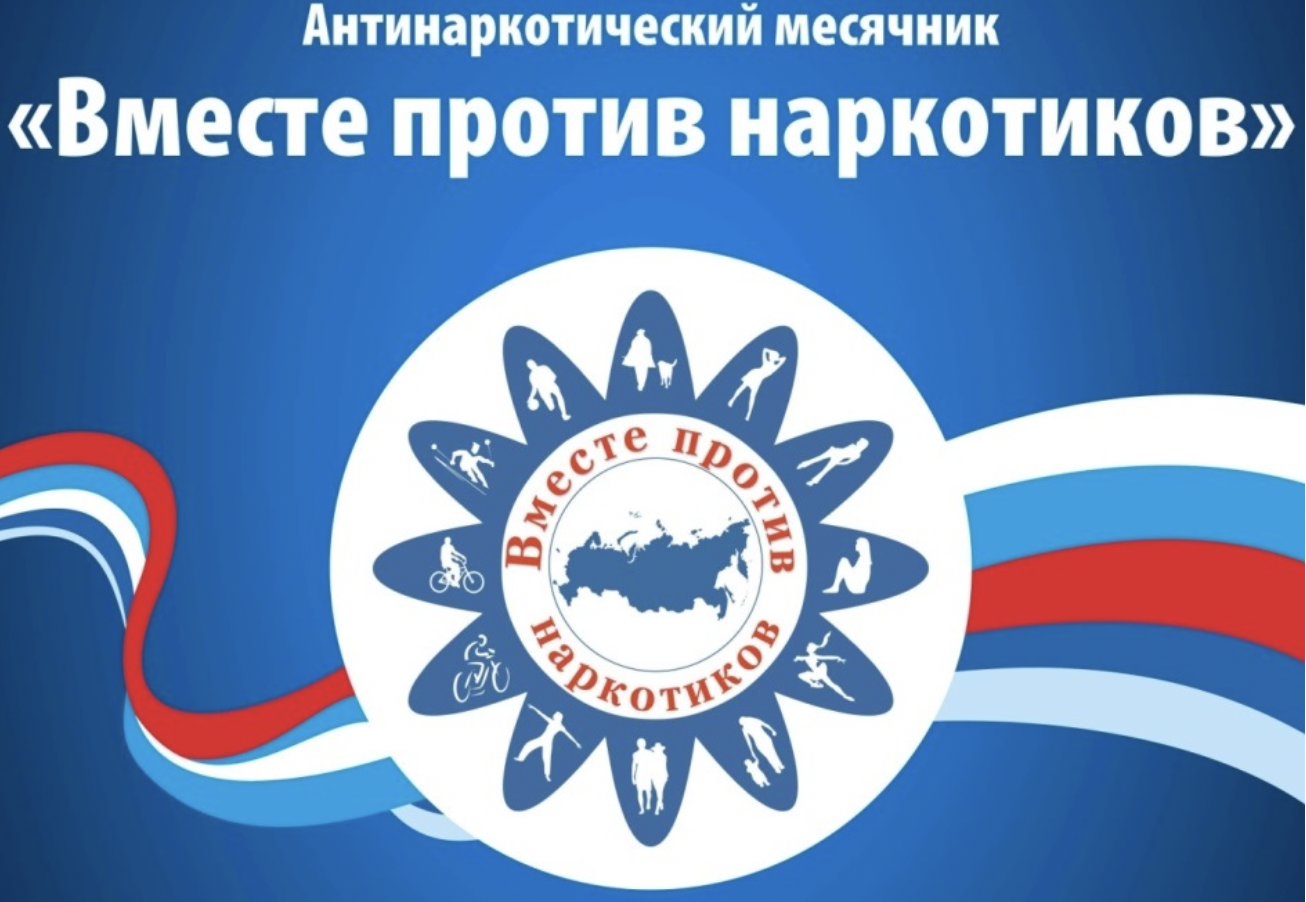 Антинаркотический месячник
«Вместе против наркотиков»
Вместе против
наркотиков